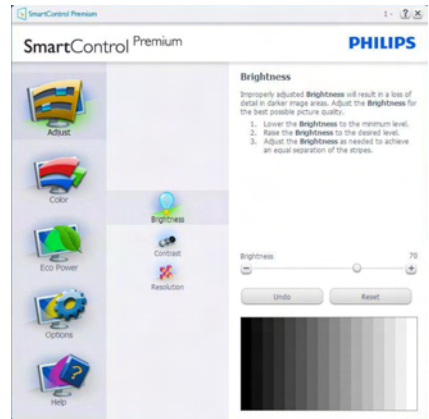 SmartControl Premium
SmartControl Premium
PHILIPS
Adjust
Color
Eco Power
Options
Help
Brightness
Contrast
Resolution
Brightness
Improperly adjusted Brightness will result in a loss of
detail in darker image areas. Adjust the Brightness for
the best possible picture quality.
1. Lower the Brightness to the minimum level.
2. Raise the Brightness to the desired level.
3. Adjust the Brightness as needed to achieve
an equal separation of the stripes.
Brightness 70
Undo Reset